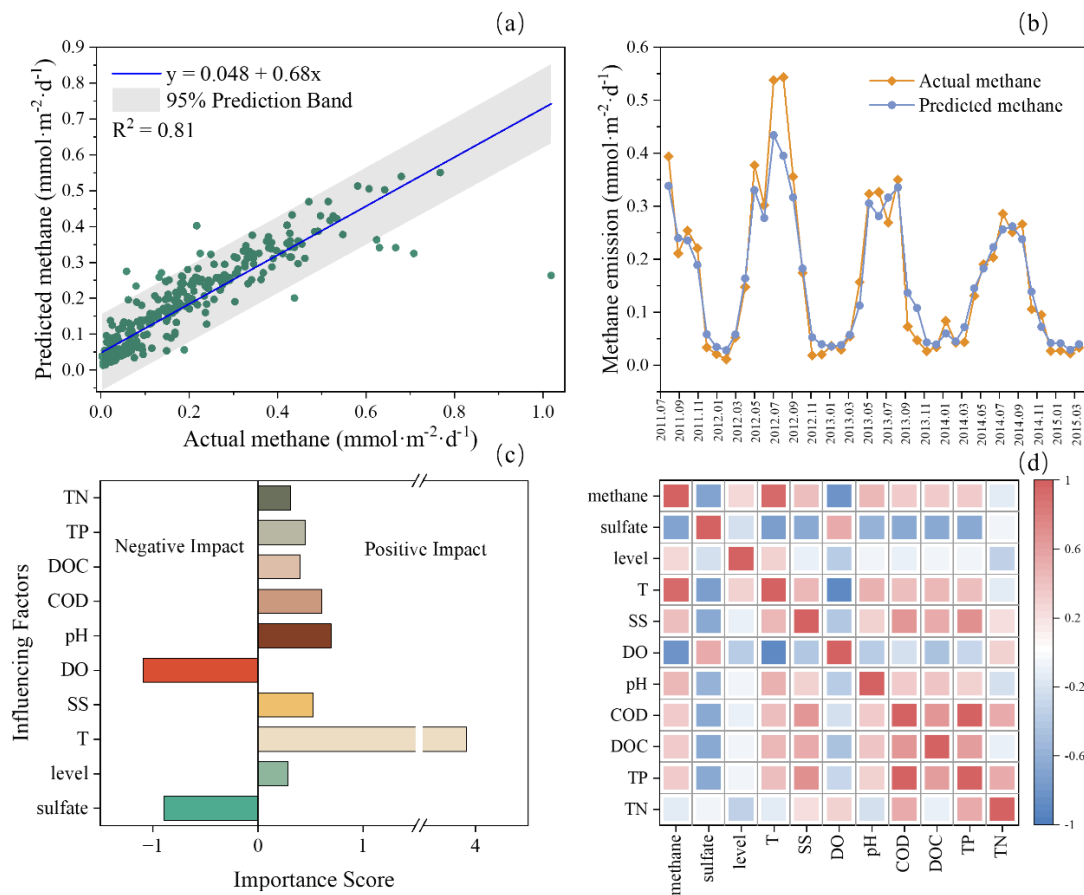 (a)
Predicted methane (mmol·m⁻²·d⁻¹)
0.9
0.8
0.7
0.6
0.5
0.4
0.3
0.2
0.1
0.0
y = 0.048 + 0.68x
95% Prediction Band
R² = 0.81
0.0
0.2
0.4
0.6
0.8
1.0
Actual methane (mmol·m⁻²·d⁻¹)
(b)
Methane emission (mmol·m⁻²·d⁻¹)
0.6
0.5
0.4
0.3
0.2
0.1
0.0
Actual methane
Predicted methane
2011.07
2011.09
2011.11
2012.01
2012.03
2012.05
2012.07
2012.09
2012.11
2013.01
2013.03
2013.05
2013.07
2013.09
2013.11
2014.01
2014.03
2014.05
2014.07
2014.09
2014.11
2015.01
2015.03
(c)
Influencing Factors
TN
TP
DOC
COD
pH
DO
SS
T
level
sulfate
Negative Impact
Positive Impact
−1
0
1
4
Importance Score
(d)
methane
sulfate
level
T
SS
DO
pH
COD
DOC
TP
TN
methane
sulfate
level
T
SS
DO
pH
COD
DOC
TP
TN
1
0.6
0.2
-0.2
-0.6
-1